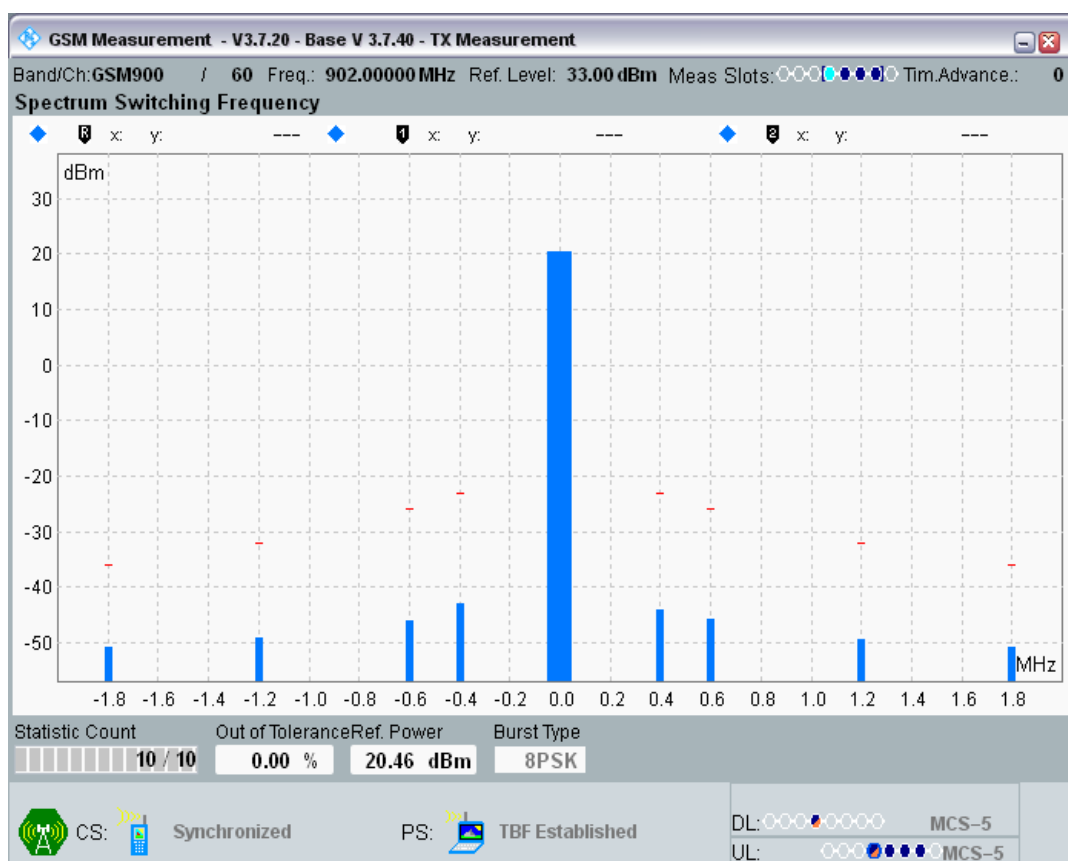 GSM Measurement - V3.7.20 - Base V 3.7.40 - TX Measurement
Band/Ch:GSM900 / 60 Freq.: 902.00000 MHz Ref. Level: 33.00 dBm Meas Slots: Tim.Advance.: 0
Spectrum Switching Frequency
R x: y: --- 1 x: y: --- 2 x: y: ---
dBm
30
20
10
0
-10
-20
-30
-40
-50
MHz
-1.8 -1.6 -1.4 -1.2 -1.0 -0.8 -0.6 -0.4 -0.2 0.0 0.2 0.4 0.6 0.8 1.0 1.2 1.4 1.6 1.8
Statistic Count Out of Tolerance Ref. Power Burst Type
10 / 10 0.00 % 20.46 dBm 8PSK
CS: Synchronized PS: TBF Established
DL: MCS-5
UL: MCS-5